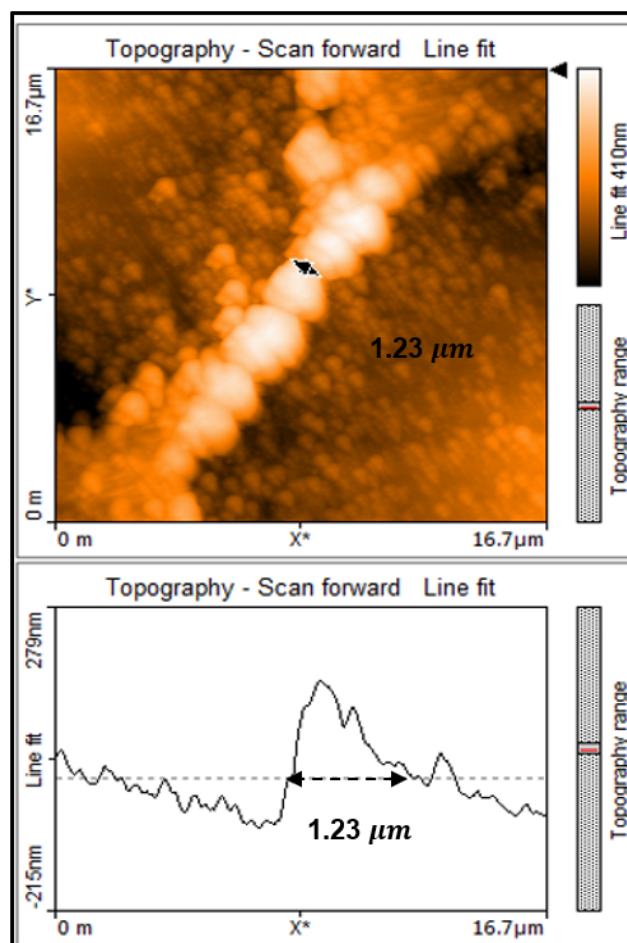 Topography - Scan forward Line fit
16.7µm
Y*
0 m
1.23 µm
0 m
X*
16.7µm
Line fit 410nm
Topography range
Topography - Scan forward Line fit
279nm
Line fit
-215nm
1.23 µm
0 m
X*
16.7µm
Topography range